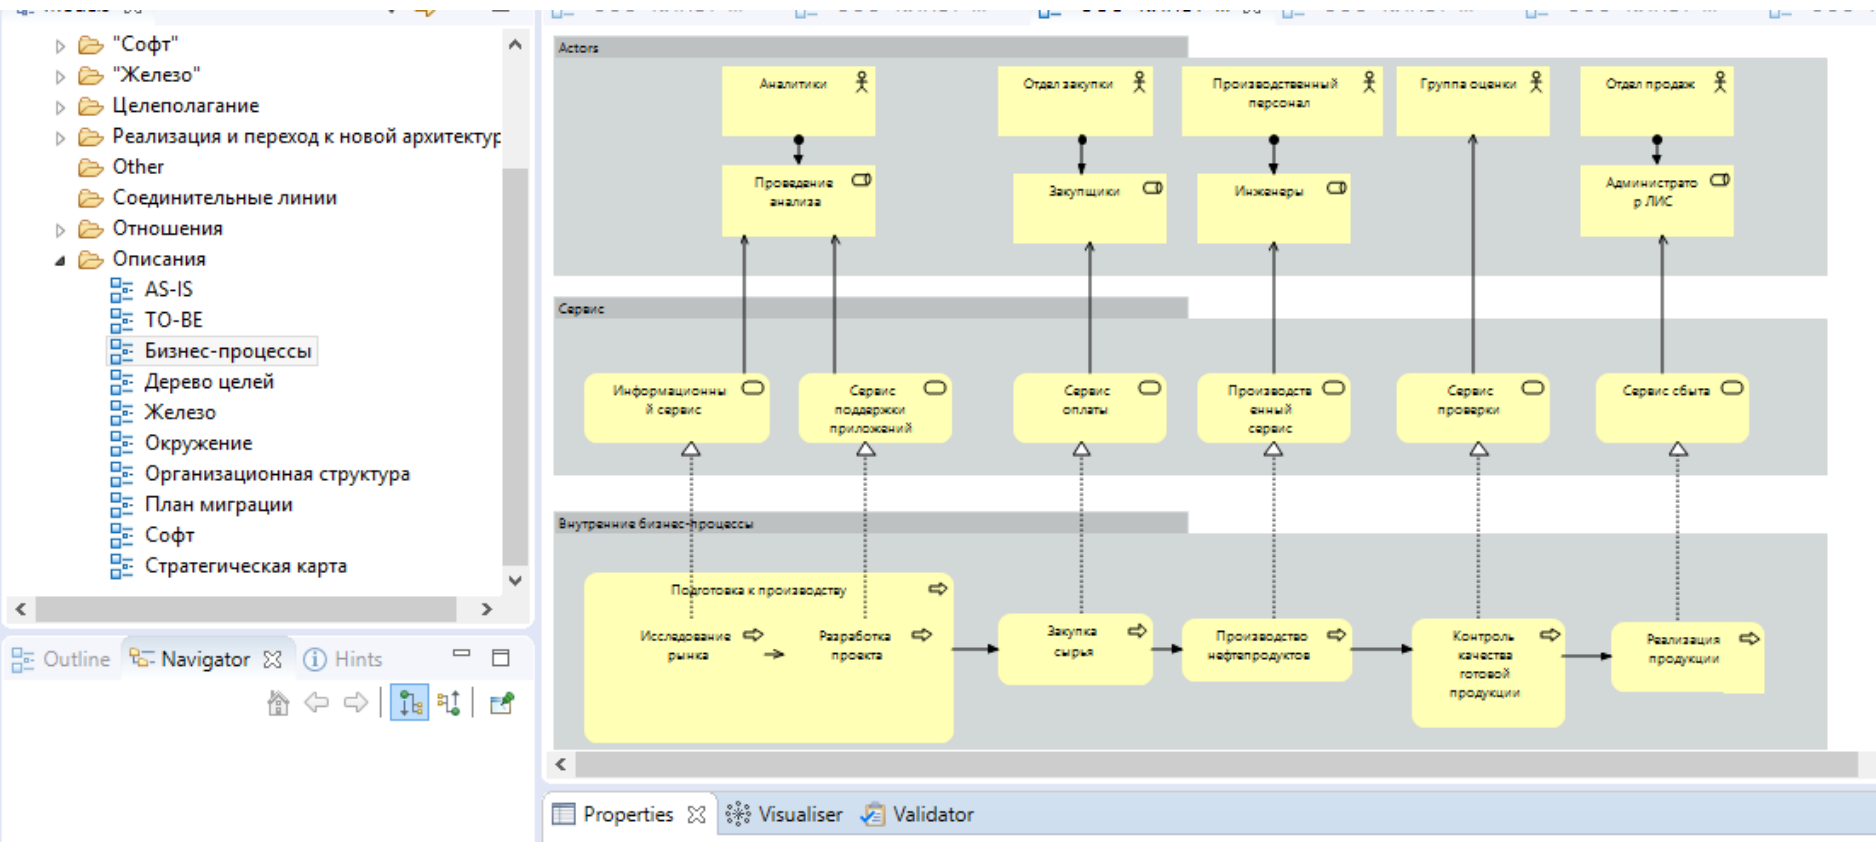 "Софт"
"Железо"
Целеполагание
Реализация и переход к новой архитектур
Other
Соединительные линии
Отношения
Описания
AS-IS
TO-BE
Бизнес-процессы
Дерево целей
Железо
Окружение
Организационная структура
План миграции
Софт
Стратегическая карта
Outline
Navigator
Hints
Actors
Аналитики
Отдел закупки
Производственный
персонал
Группа оценки
Отдел продаж
Проведение
анализа
Закупщики
Инженеры
Администрато
р ЛИС
Сервис
Информационны
й сервис
Сервис
поддержки
приложений
Сервис
оплаты
Производств
енный
сервис
Сервис
проверки
Сервис сбыта
Внутренние бизнес-процессы
Подготовка к производству
Исследование
рынка
Разработка
проекта
Закупка
сырья
Производство
нефтепродуктов
Контроль
качества
готовой
продукции
Реализация
продукции
Properties
Visualiser
Validator